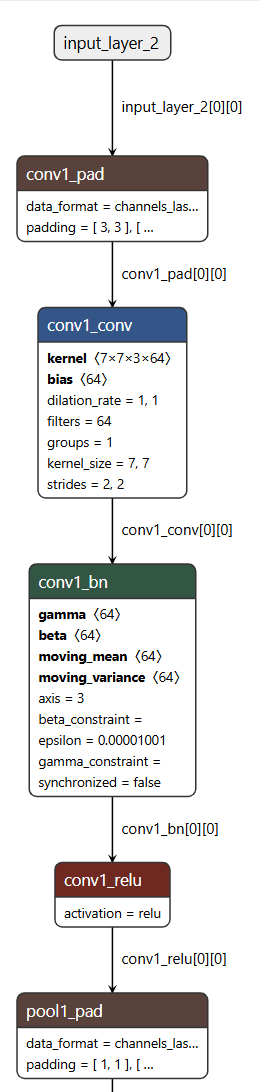 input_layer_2
input_layer_2[0][0]
conv1_pad
data_format = channels_las...
padding = [ 3, 3 ], [ ...
conv1_pad[0][0]
conv1_conv
kernel 〈7×7×3×64〉
bias 〈64〉
dilation_rate = 1, 1
filters = 64
groups = 1
kernel_size = 7, 7
strides = 2, 2
conv1_conv[0][0]
conv1_bn
gamma 〈64〉
beta 〈64〉
moving_mean 〈64〉
moving_variance 〈64〉
axis = 3
beta_constraint =
epsilon = 0.00001001
gamma_constraint =
synchronized = false
conv1_bn[0][0]
conv1_relu
activation = relu
conv1_relu[0][0]
pool1_pad
data_format = channels_las...
padding = [ 1, 1 ], [ ...